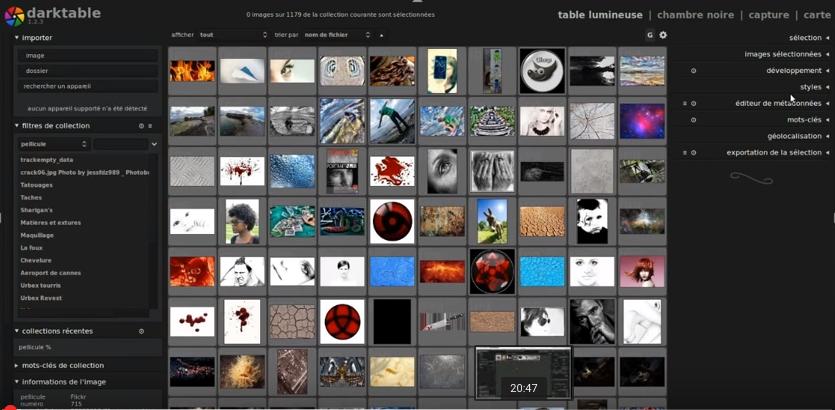 darktable
1.2.3
0 images sur 1179 de la collection courante sont sélectionnées
table lumineuse | chambre noire | capture | carte
importer
image
dossier
rechercher un appareil
aucun appareil supporté n'a été détecté
filtres de collection
pellicule
trackempty_data
crack06.jpg Photo by jessfdz989 _ Photob
Tatouages
Taches
Sharigan's
Matières et extures
Maquillage
La foux
Chevelure
Aeroport de cannes
Urbex tourris
Urbex Revest
collections récentes
pellicule %
mots-clés de collection
informations de l'image
pellicule Flickr
numéro 715
afficher tout trier par nom de fichier
G
20:47
sélection
images sélectionnées
développement
styles
éditeur de métadonnées
mots-clés
géolocalisation
exportation de la sélection